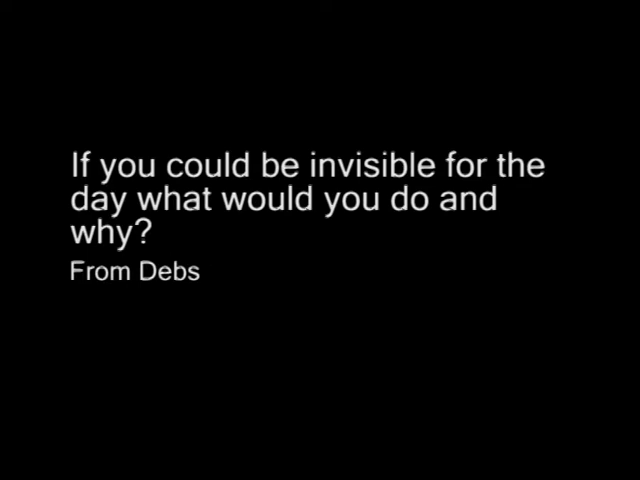 If you could be invisible for the
day what would you do and
why?
From Debs